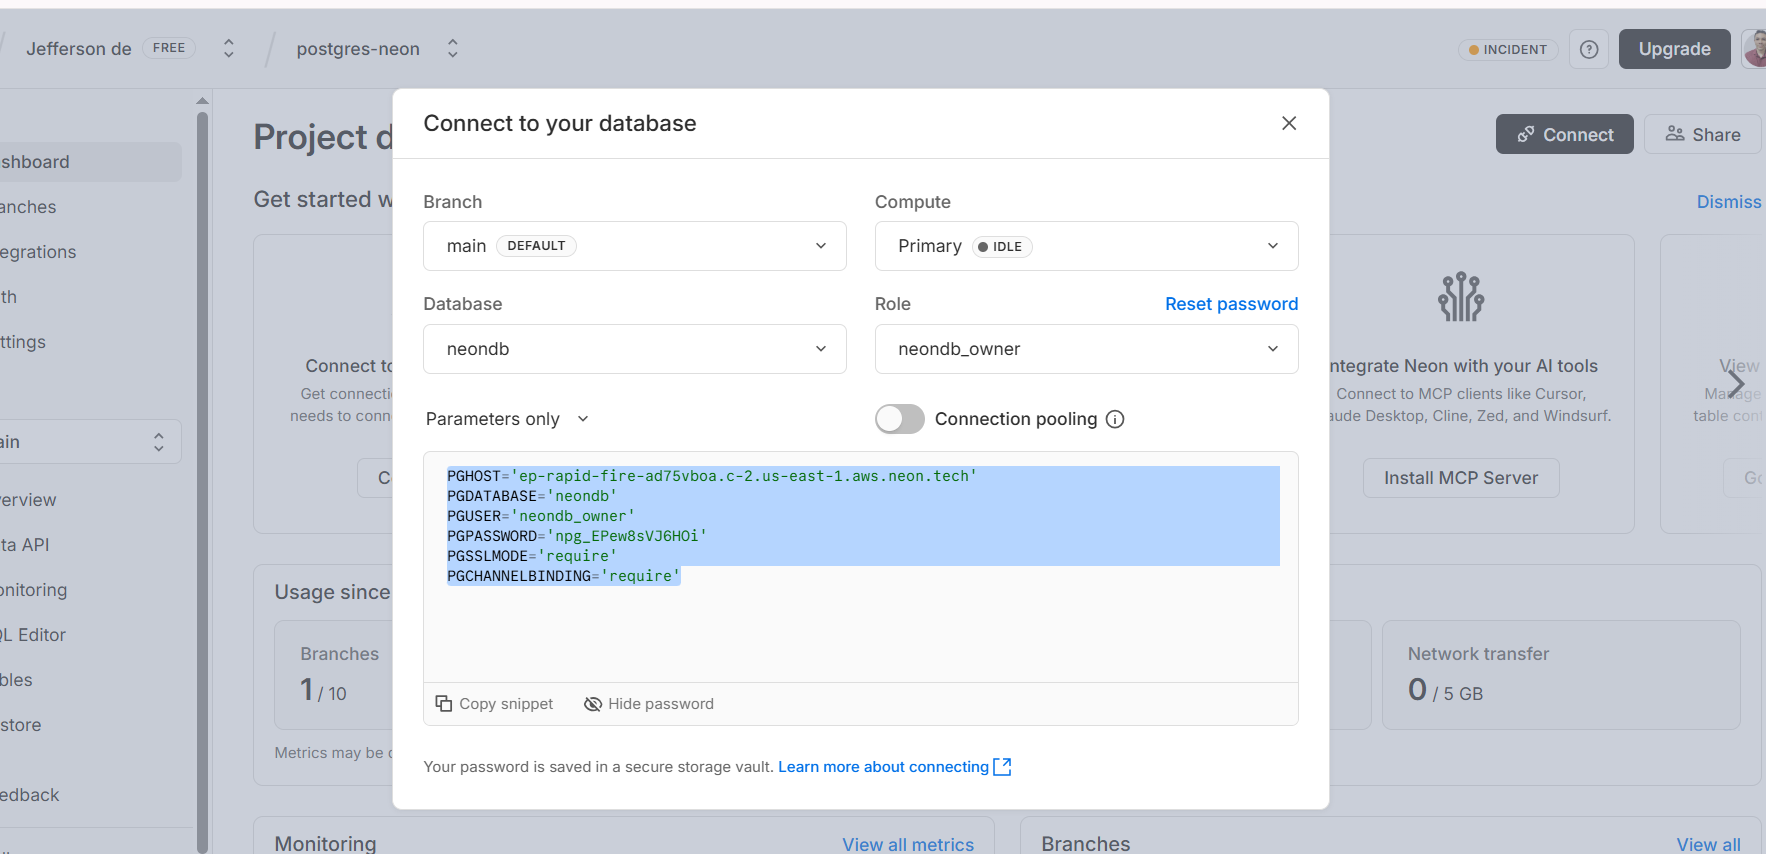 Jefferson de FREE
postgres-neon
INCIDENT
Upgrade
Project d
Connect
Share
shboard
anches
egrations
th
ttings
ain
verview
ta API
onitoring
QL Editor
bles
store
edback
Get started w
Dismiss
Connect to
Get connecti
needs to conn
C
Usage since
Branches
1 / 10
Metrics may be c
Monitoring
View all metrics
Connect to your database
Branch
main DEFAULT
Compute
Primary IDLE
Database
neondb
Role
Reset password
neondb_owner
Parameters only
Connection pooling
PGHOST='ep-rapid-fire-ad75vboa.c-2.us-east-1.aws.neon.tech'
PGDATABASE='neondb'
PGUSER='neondb_owner'
PGPASSWORD='npg_EPew8sVJ6HOi'
PGSSLMODE='require'
PGCHANNELBINDING='require'
Copy snippet
Hide password
Your password is saved in a secure storage vault. Learn more about connecting
ntegrate Neon with your AI tools
Connect to MCP clients like Cursor,
aude Desktop, Cline, Zed, and Windsurf.
Install MCP Server
View
Manage
table con
Go
Network transfer
0 / 5 GB
Branches
View all